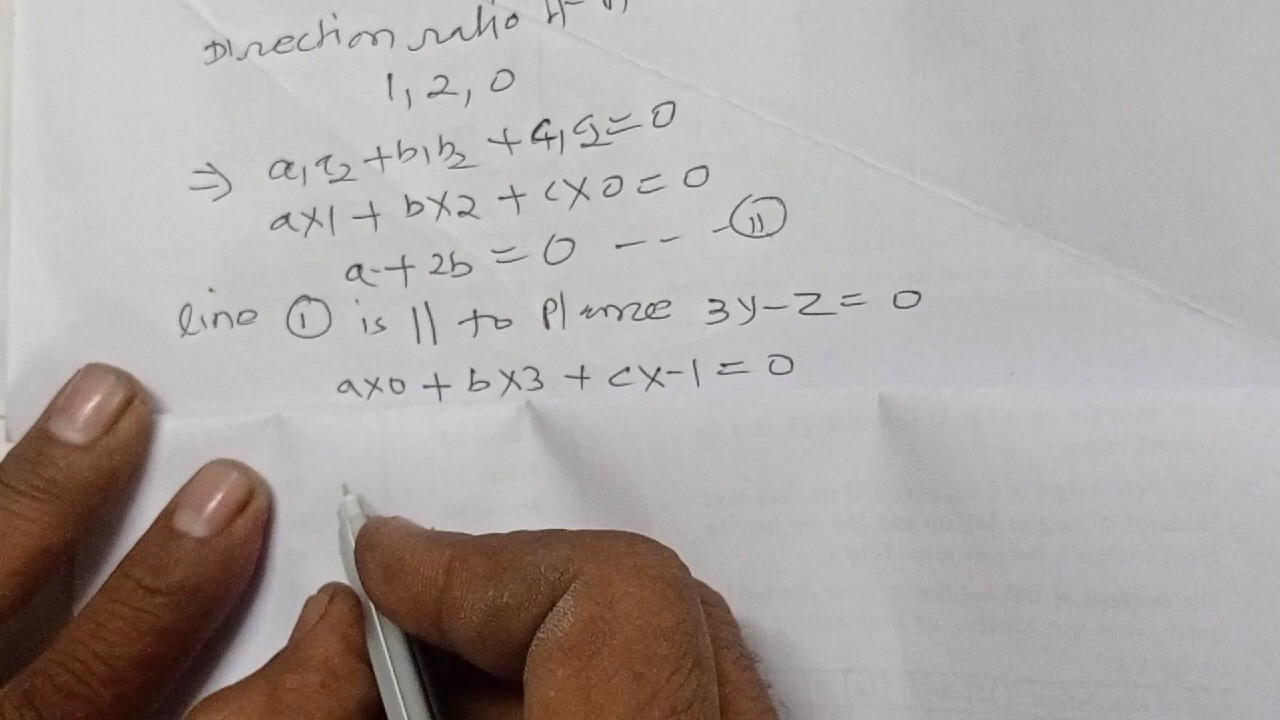 Direction ratio
1, 2, 0
⇒ a₁a₂ + b₁b₂ + c₁c₂ = 0
a×1 + b×2 + c×0 = 0
a + 2b = 0 -- - (II)
line (I) is || to Plane 3y-z = 0
a×0 + b×3 + c×-1 = 0